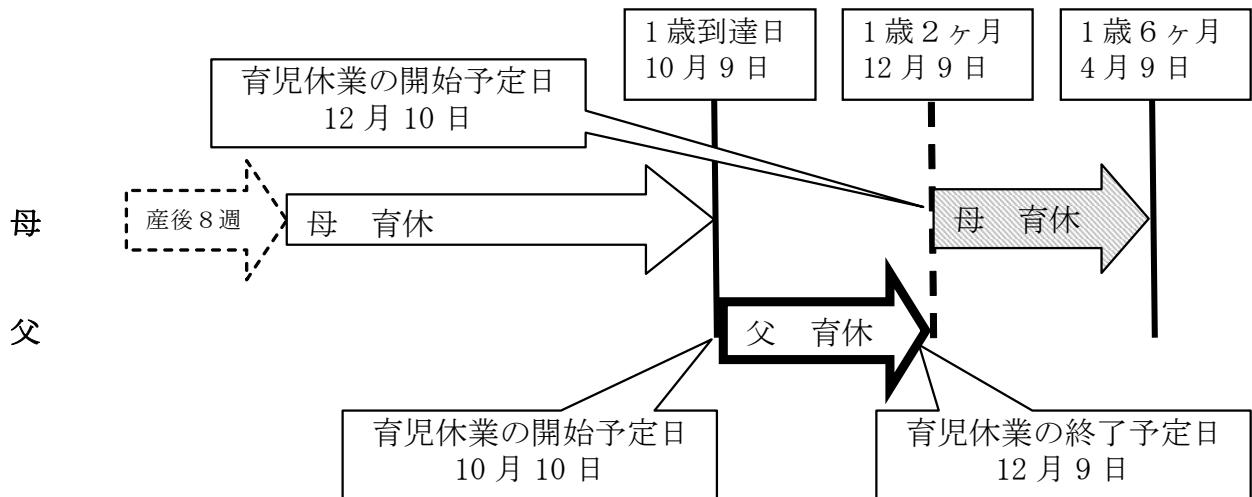 1歳到達日
10月9日
1歳２ヶ月
12月9日
1歳６ヶ月
4月9日
育児休業の開始予定日
12月10日
母
産後８週
母　育休
母　育休
父
父　育休
育児休業の開始予定日
10月10日
育児休業の終了予定日
12月9日